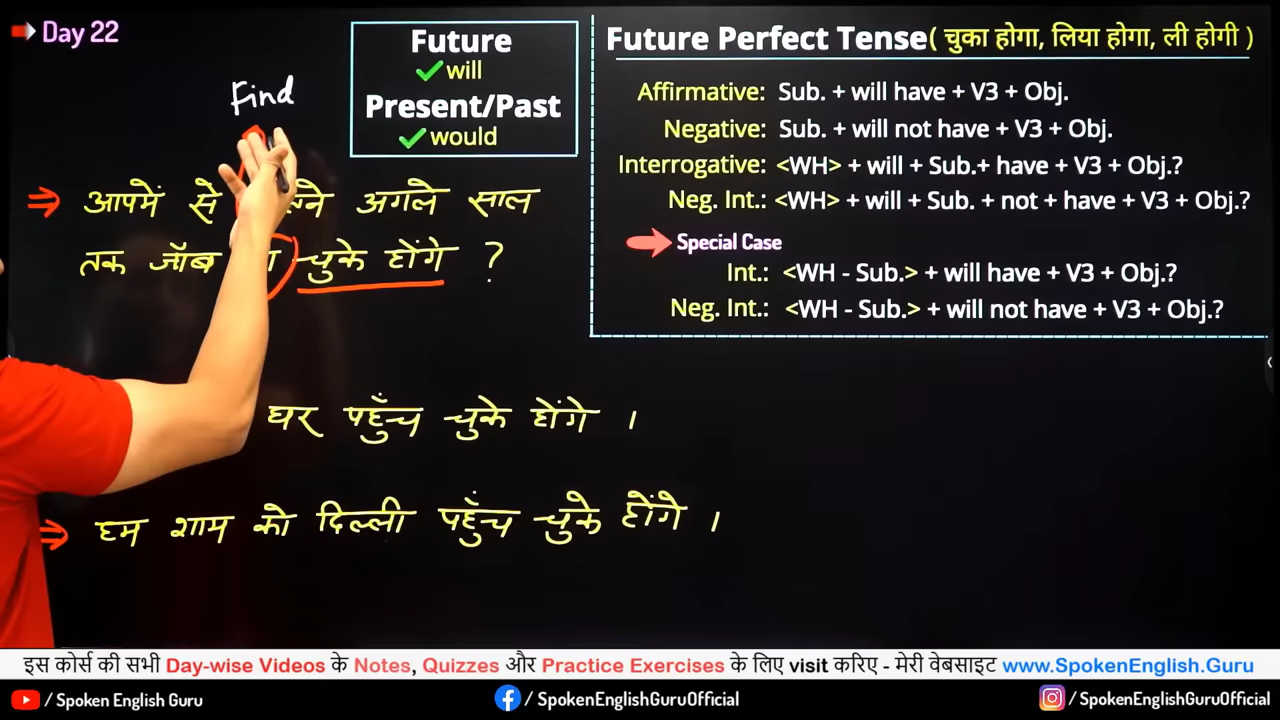 Day 22
Find
Future
will
Present/Past
would
Future Perfect Tense ( चुका होगा, लिया होगा, ली होगी )
Affirmative: Sub. + will have + V3 + Obj.
Negative: Sub. + will not have + V3 + Obj.
Interrogative: <WH> + will + Sub.+ have + V3 + Obj.?
Neg. Int.: <WH> + will + Sub. + not + have + V3 + Obj.?
Special Case
Int.: <WH - Sub.> + will have + V3 + Obj.?
Neg. Int.: <WH - Sub.> + will not have + V3 + Obj.?
आपमें से अगले साल
तक जॉब चुके होंगे ?
घर पहुँच चुके होंगे ।
हम शाम को दिल्ली पहुँच चुके होंगे ।
इस कोर्स की सभी Day-wise Videos के Notes, Quizzes और Practice Exercises के लिए visit करिए - मेरी वेबसाइट www.SpokenEnglish.Guru
/ Spoken English Guru
/ SpokenEnglishGuruOfficial
/ SpokenEnglishGuruOfficial